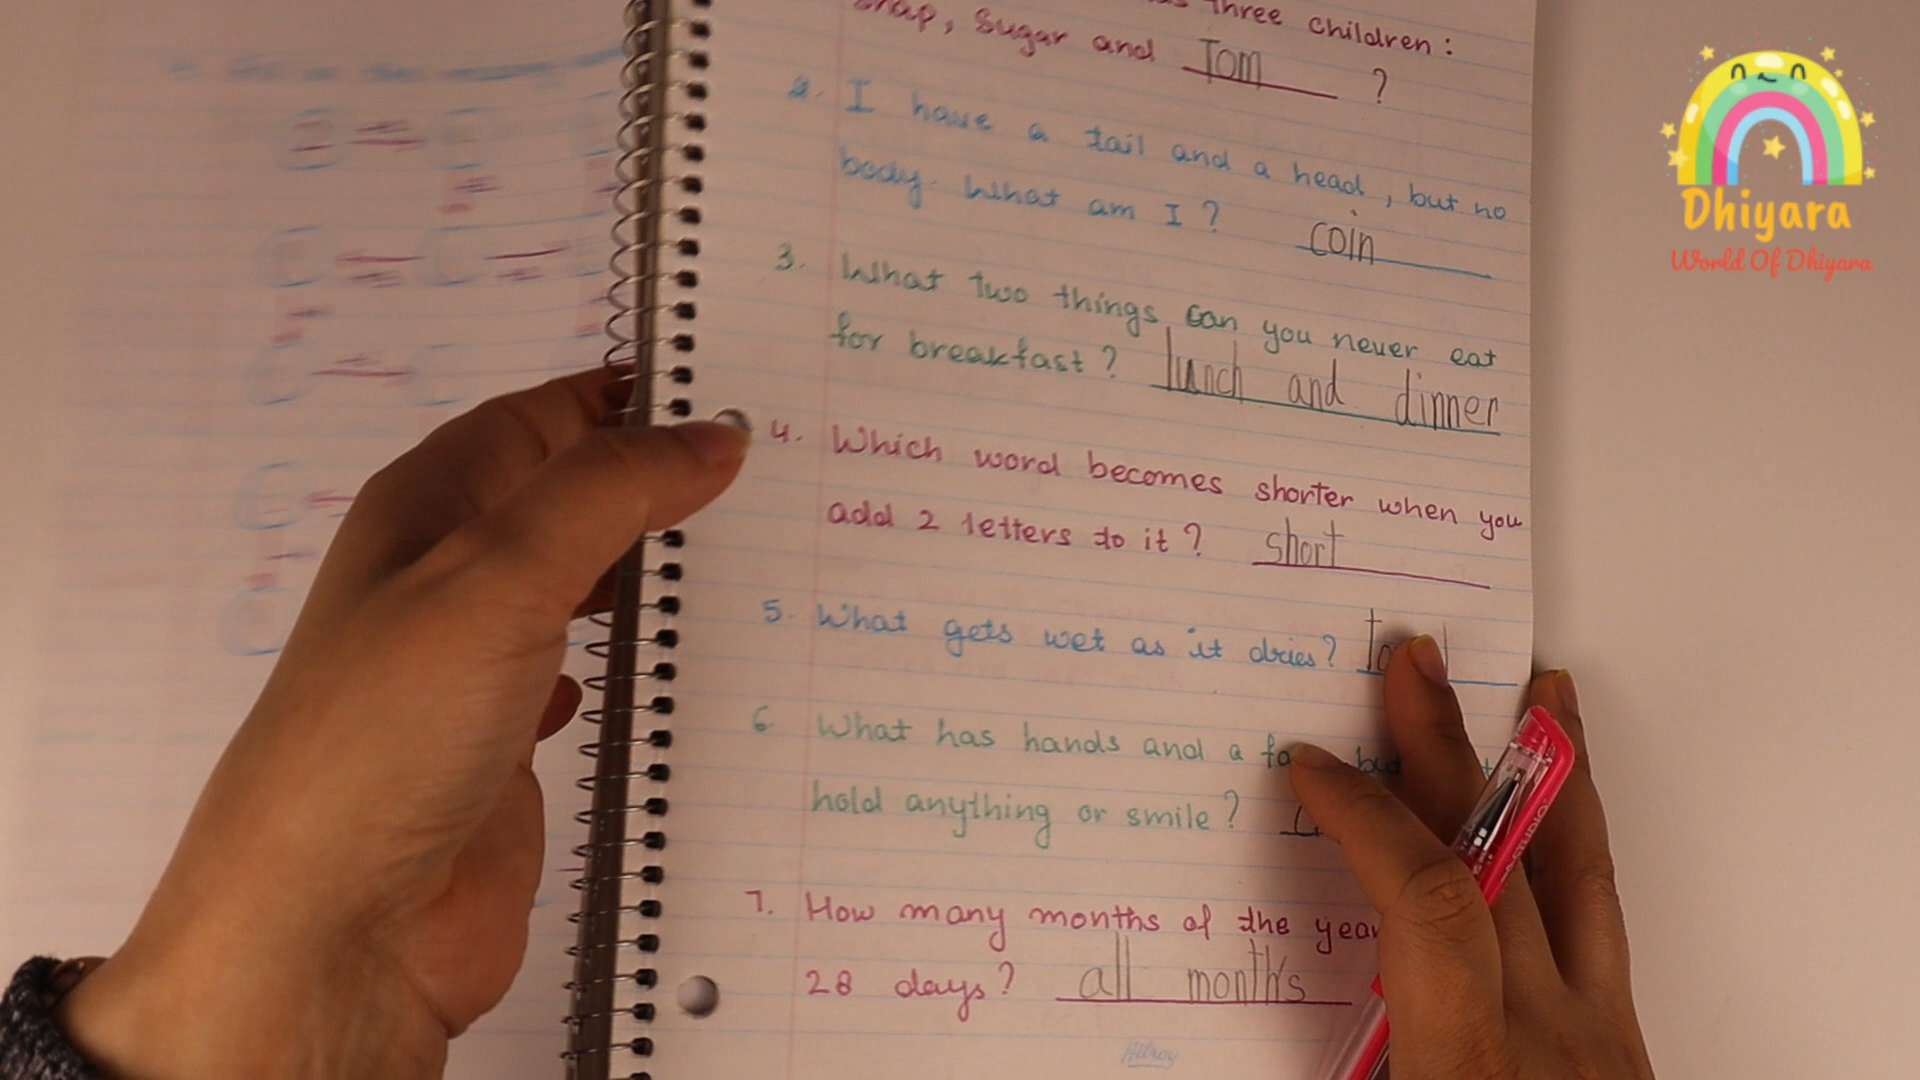 three children:
Snap, Sugar and Tom ?
2. I have a tail and a head, but no
body. What am I? coin
3. What two things can you never eat
for breakfast? lunch and dinner
4. Which word becomes shorter when you
add 2 letters to it? short
5. What gets wet as it dries?
6 What has hands and a
hold anything or smile?
7. How many months of the year
28 days? all month's
Hilroy
Dhiyara
World Of Dhiyara